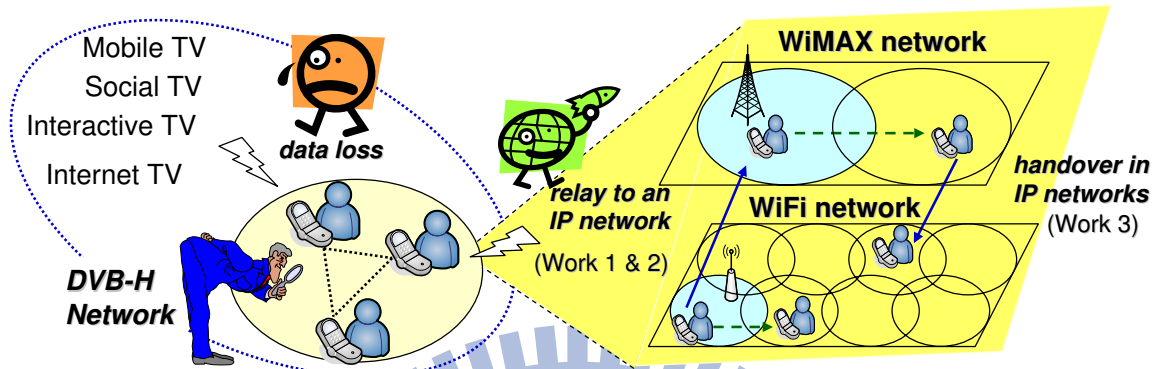 Mobile TV
Social TV
Interactive TV
Internet TV
data loss
DVB-H
Network
relay to an
IP network
(Work 1 & 2)
WiMAX network
WiFi network
handover in
IP networks
(Work 3)